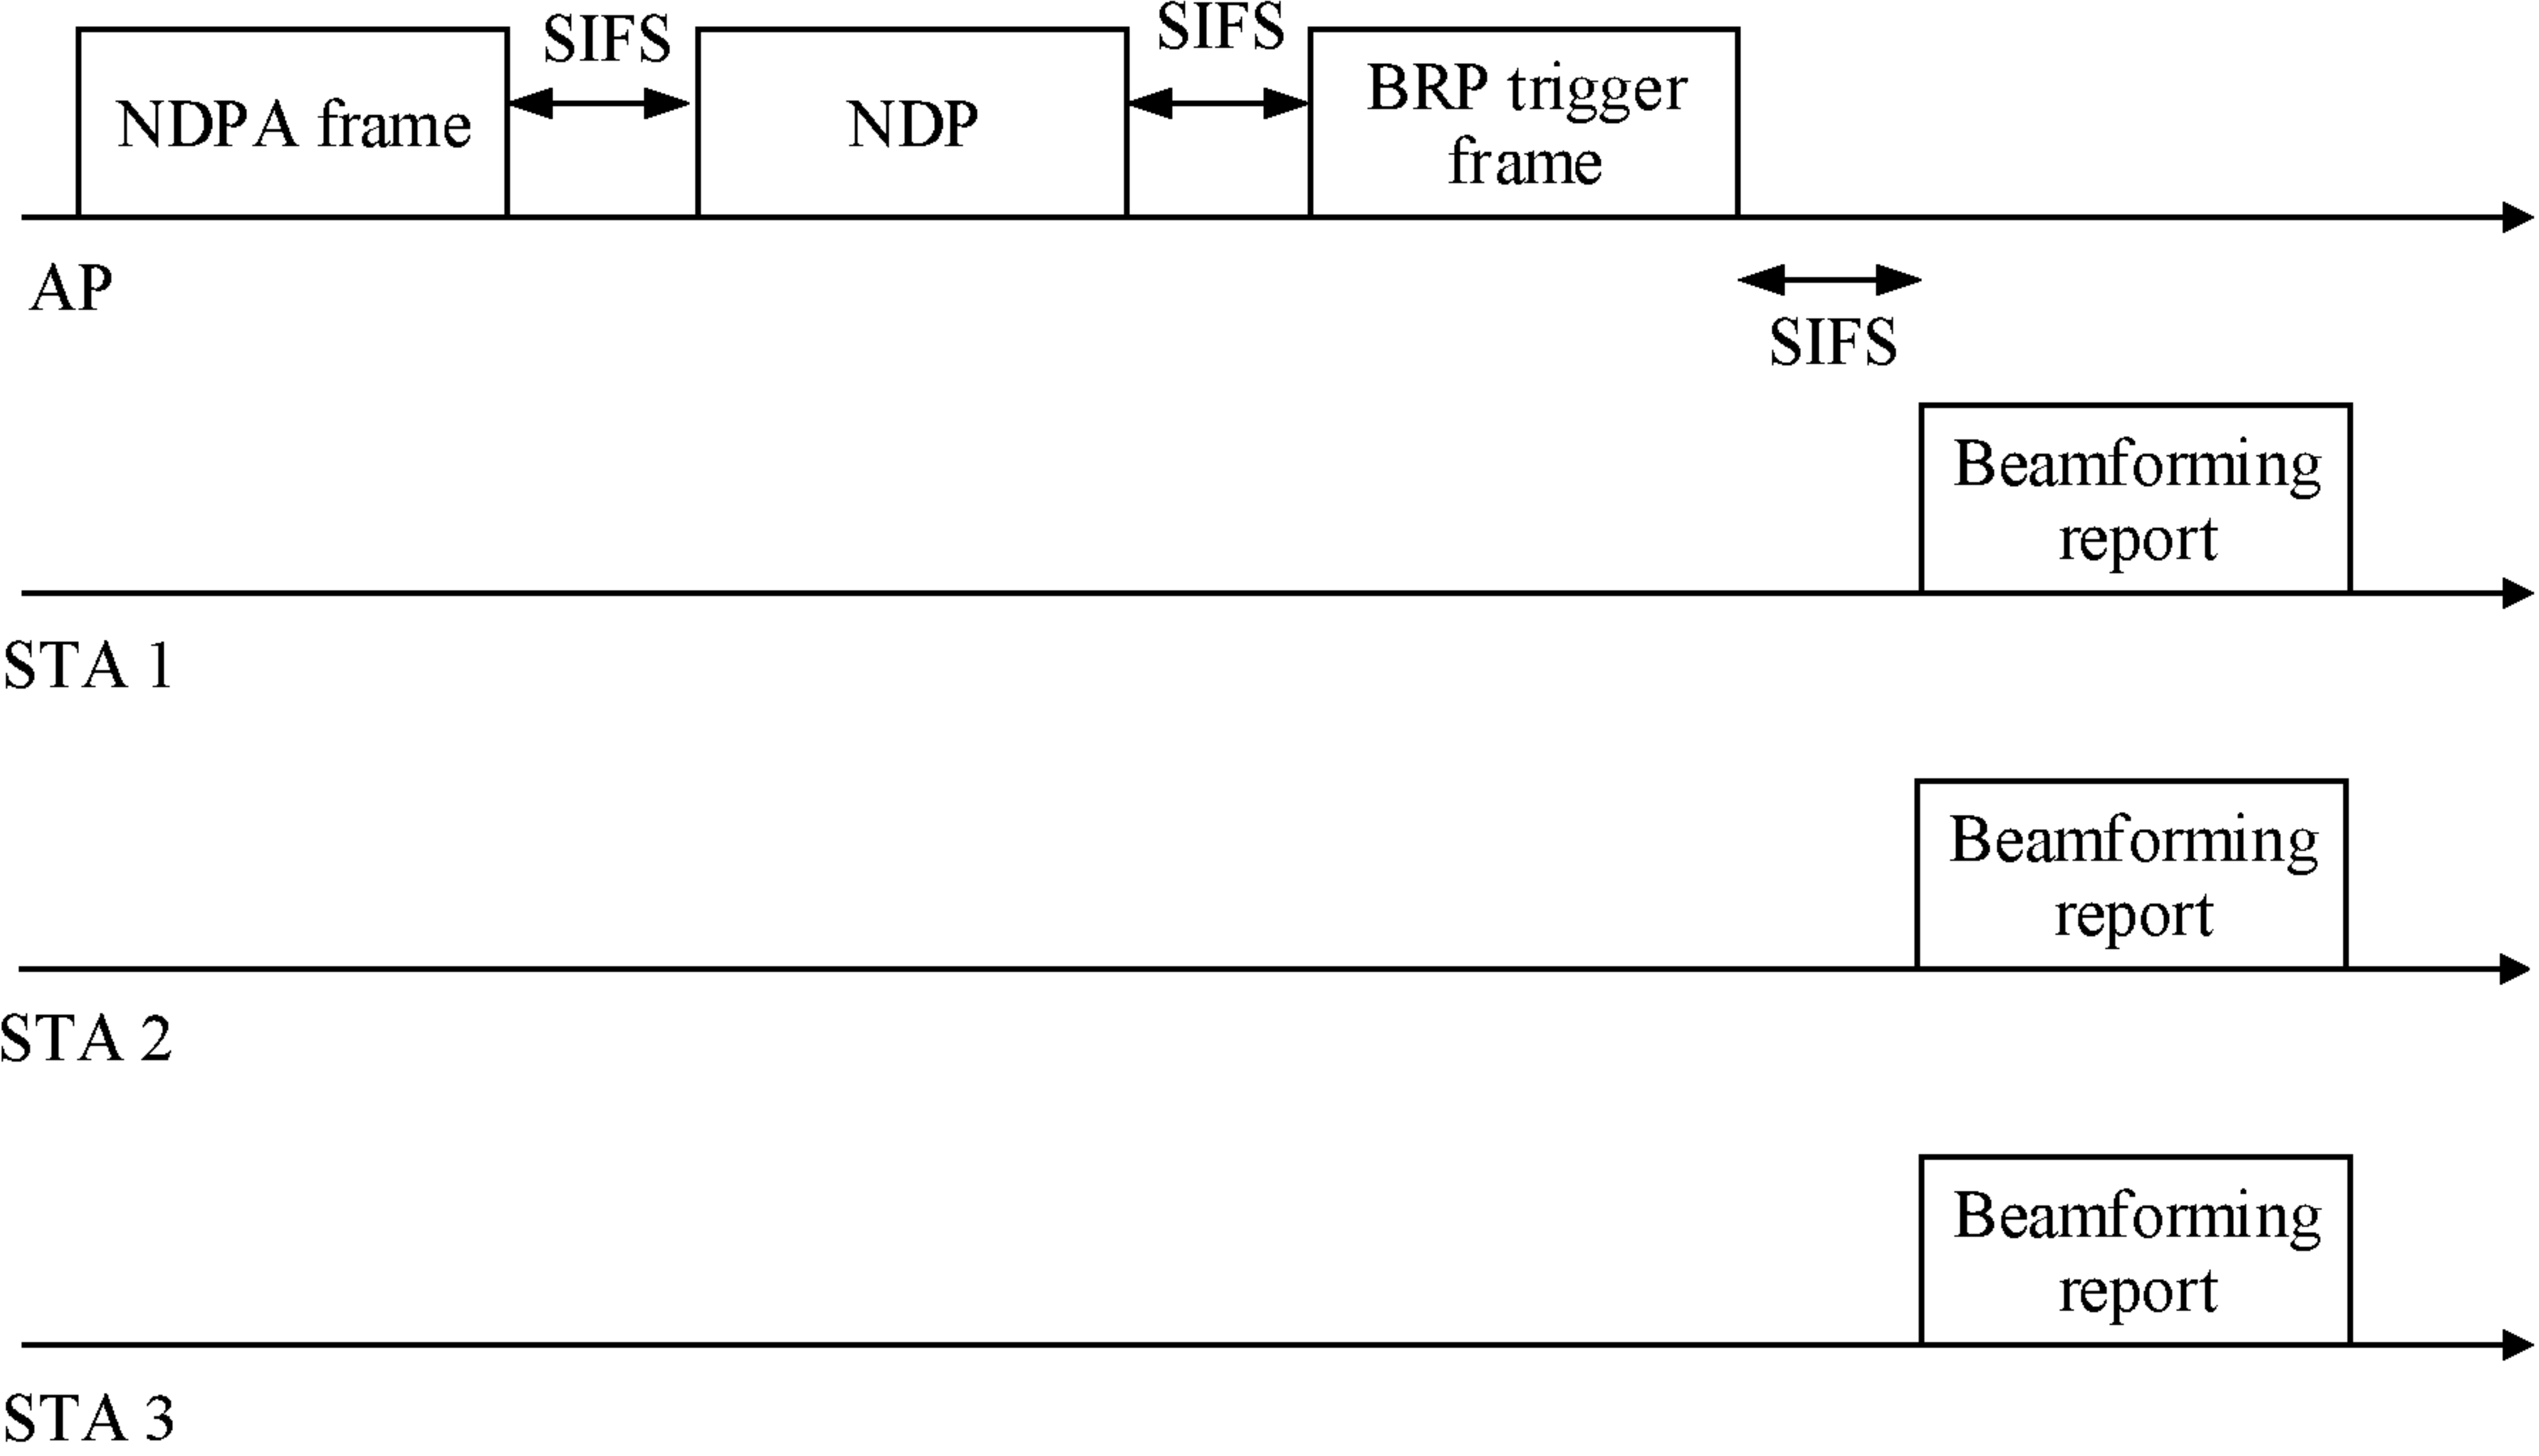 SIFS
SIFS
NDPA frame
NDP
BRP trigger
frame
AP
SIFS
Beamforming
report
STA 1
Beamforming
report
STA 2
Beamforming
report
STA 3